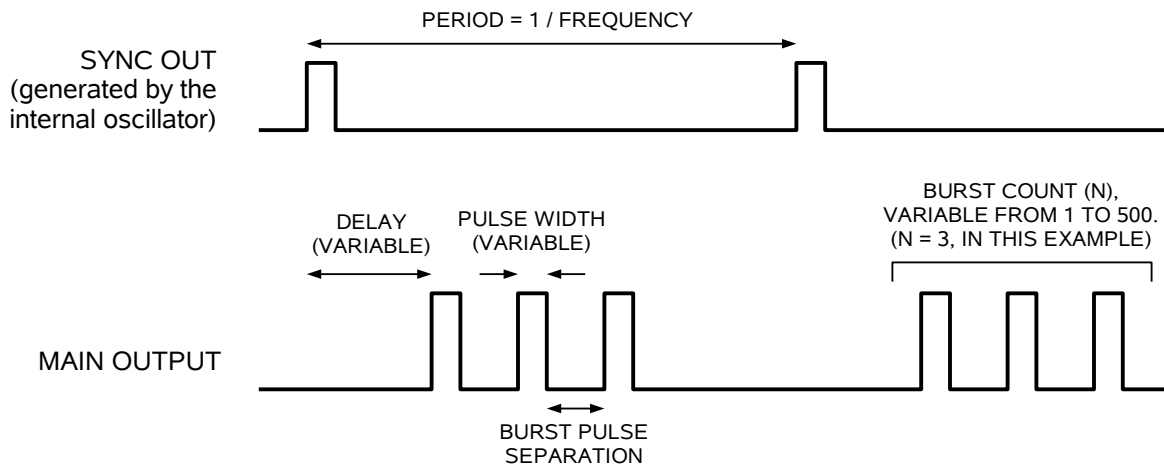 PERIOD = 1 / FREQUENCY
SYNC OUT
(generated by the
internal oscillator)
DELAY
(VARIABLE)
PULSE WIDTH
(VARIABLE)
BURST COUNT (N),
VARIABLE FROM 1 TO 500.
(N = 3, IN THIS EXAMPLE)
MAIN OUTPUT
BURST PULSE
SEPARATION